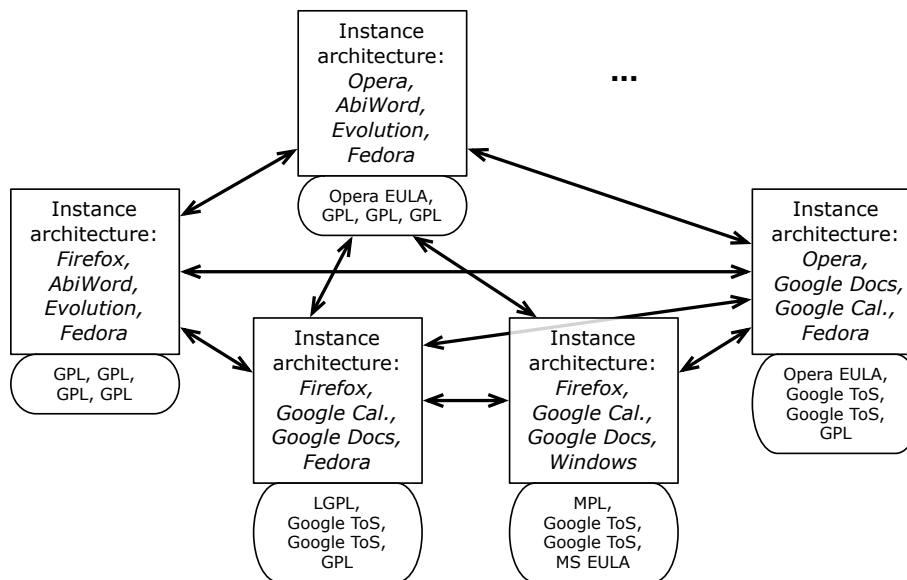 Instance
architecture:
Opera,
AbiWord,
Evolution,
Fedora
Opera EULA,
GPL, GPL, GPL
...
Instance
architecture:
Firefox,
AbiWord,
Evolution,
Fedora
GPL, GPL,
GPL, GPL
Instance
architecture:
Opera,
Google Docs,
Google Cal.,
Fedora
Opera EULA,
Google ToS,
Google ToS,
GPL
Instance
architecture:
Firefox,
Google Cal.,
Google Docs,
Fedora
LGPL,
Google ToS,
Google ToS,
GPL
Instance
architecture:
Firefox,
Google Cal.,
Google Docs,
Windows
MPL,
Google ToS,
Google ToS,
MS EULA